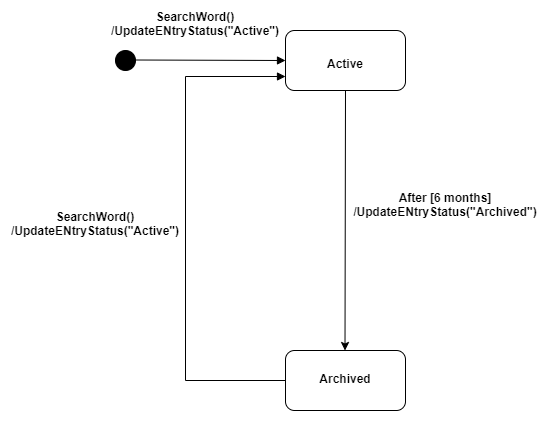 SearchWord()
/UpdateENtryStatus("Active")
Active
After [6 months]
/UpdateENtryStatus("Archived")
SearchWord()
/UpdateENtryStatus("Active")
Archived